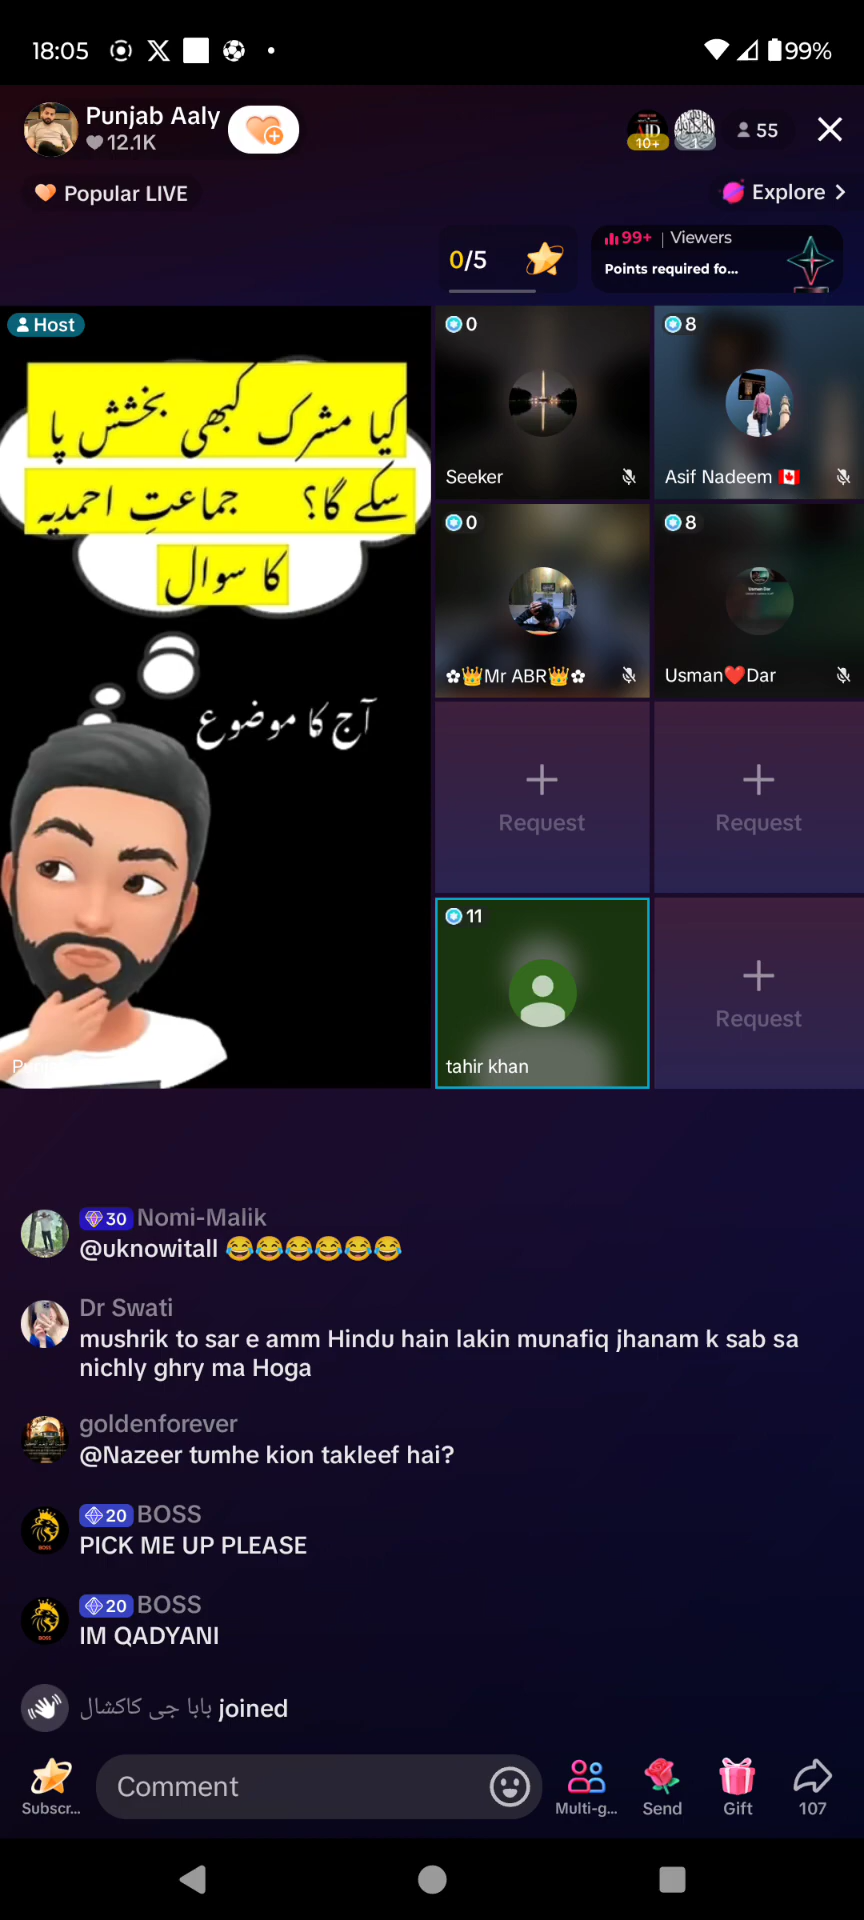 18:05
99%
Punjab Aaly
12.1K
10+
1
55
Popular LIVE
Explore
0/5
99+ | Viewers
Points required fo...
Host
کیا مشرک کبھی بخشش پا
سکے گا؟ جماعتِ احمدیہ
کا سوال
آج کا موضوع
0
Seeker
8
Asif Nadeem 🇨🇦
0
✿👑Mr ABR👑✿
8
Usman❤️Dar
Request
Request
11
tahir khan
Request
30 Nomi-Malik
@uknowitall 😂😂😂😂😂😂
Dr Swati
mushrik to sar e amm Hindu hain lakin munafiq jhanam k sab sa
nichly ghry ma Hoga
goldenforever
@Nazeer tumhe kion takleef hai?
20 BOSS
PICK ME UP PLEASE
20 BOSS
IM QADYANI
بابا جی کاکشال joined
Subscr...
Comment
Multi-g...
Send
Gift
107